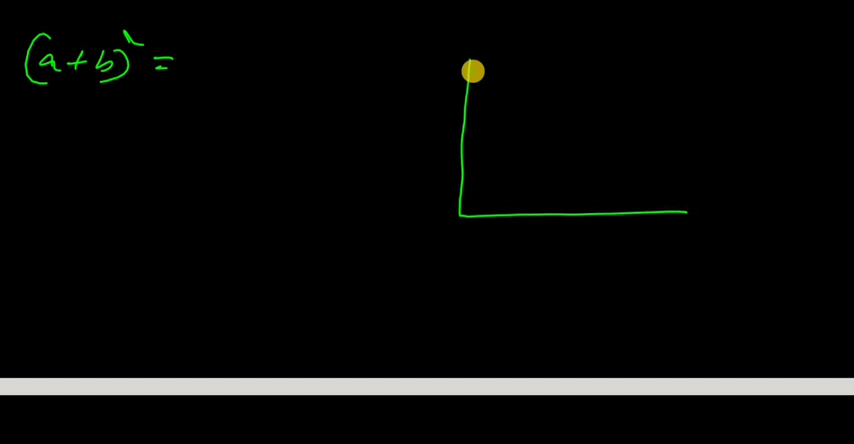 (a+b)² =